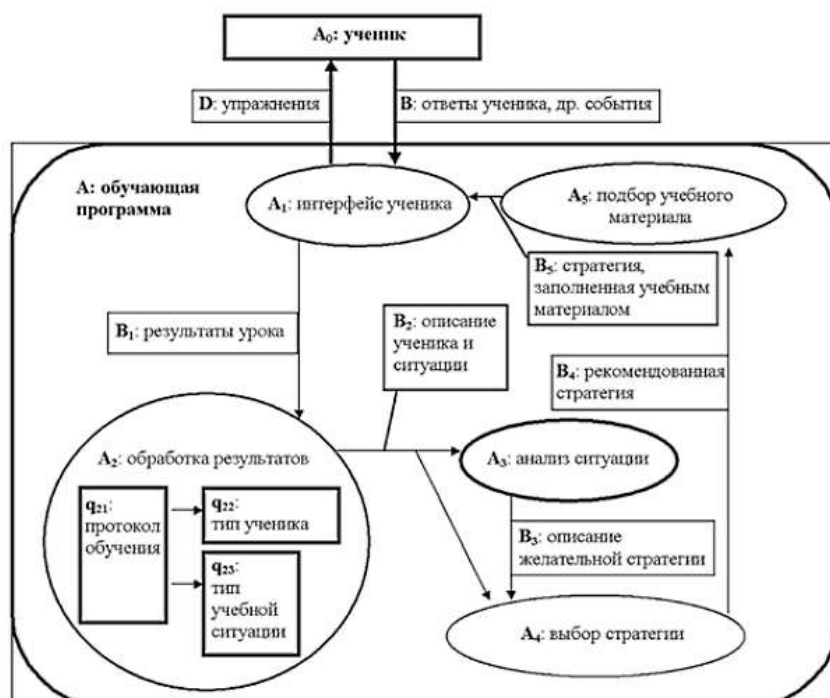 A₀: ученик
D: упражнения
B: ответы ученика, др. события
A: обучающая
программа
A₁: интерфейс ученика
A₅: подбор учебного
материала
B₅: стратегия,
заполненная учебным
материалом
B₁: результаты урока
B₂: описание
ученика и
ситуации
B₄: рекомендованная
стратегия
A₂: обработка результатов
A₃: анализ ситуации
q₂₁:
протокол
обучения
q₂₂:
тип ученика
q₂₃:
тип
учебной
ситуации
B₃: описание
желательной стратегии
A₄: выбор стратегии